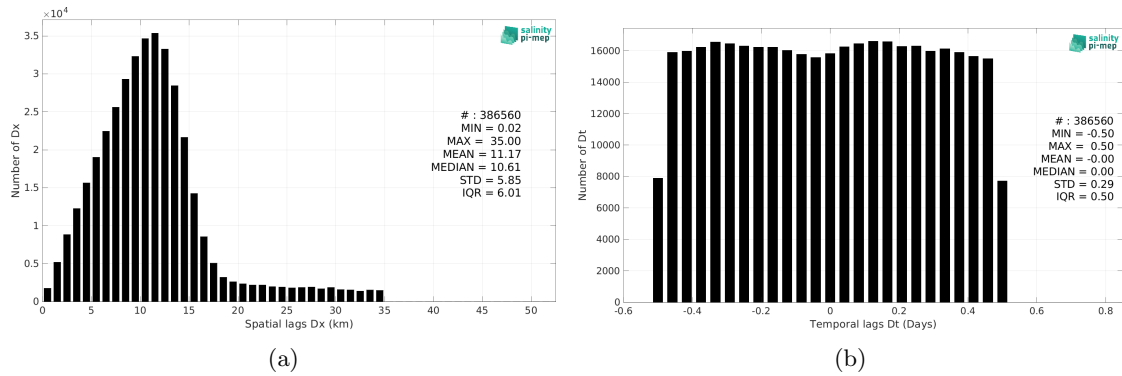 ×10^4
3.5
3
2.5
2
1.5
1
0.5
0
Number of Dx
0 5 10 15 20 25 30 35 40 45 50
Spatial lags Dx (km)
salinity
pi-mep
# : 386560
MIN = 0.02
MAX = 35.00
MEAN = 11.17
MEDIAN = 10.61
STD = 5.85
IQR = 6.01
(a)
16000
14000
12000
10000
8000
6000
4000
2000
0
Number of Dt
-0.6 -0.4 -0.2 0 0.2 0.4 0.6 0.8
Temporal lags Dt (Days)
salinity
pi-mep
# : 386560
MIN = -0.50
MAX = 0.50
MEAN = -0.00
MEDIAN = 0.00
STD = 0.29
IQR = 0.50
(b)